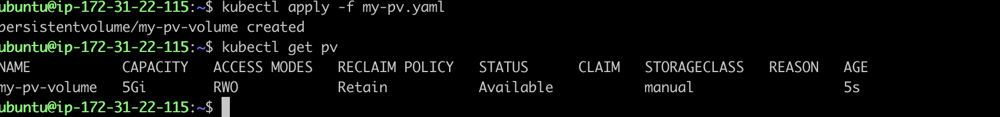 ubuntu@ip-172-31-22-115:~$ kubectl apply -f my-pv.yaml
persistentvolume/my-pv-volume created
ubuntu@ip-172-31-22-115:~$ kubectl get pv
NAME CAPACITY ACCESS MODES RECLAIM POLICY STATUS CLAIM STORAGECLASS REASON AGE
my-pv-volume 5Gi RWO Retain Available manual 5s
ubuntu@ip-172-31-22-115:~$